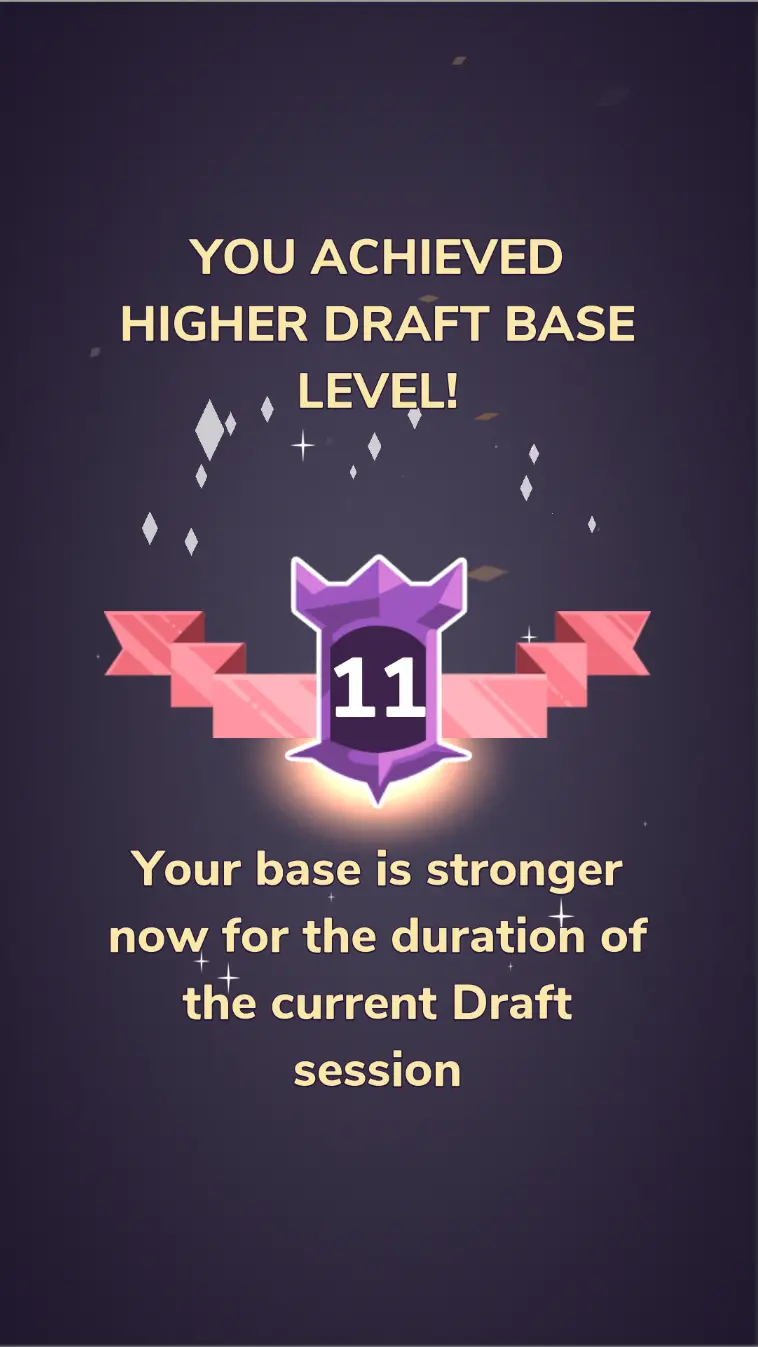 YOU ACHIEVED
HIGHER DRAFT BASE
LEVEL!
11
Your base is stronger
now for the duration of
the current Draft
session